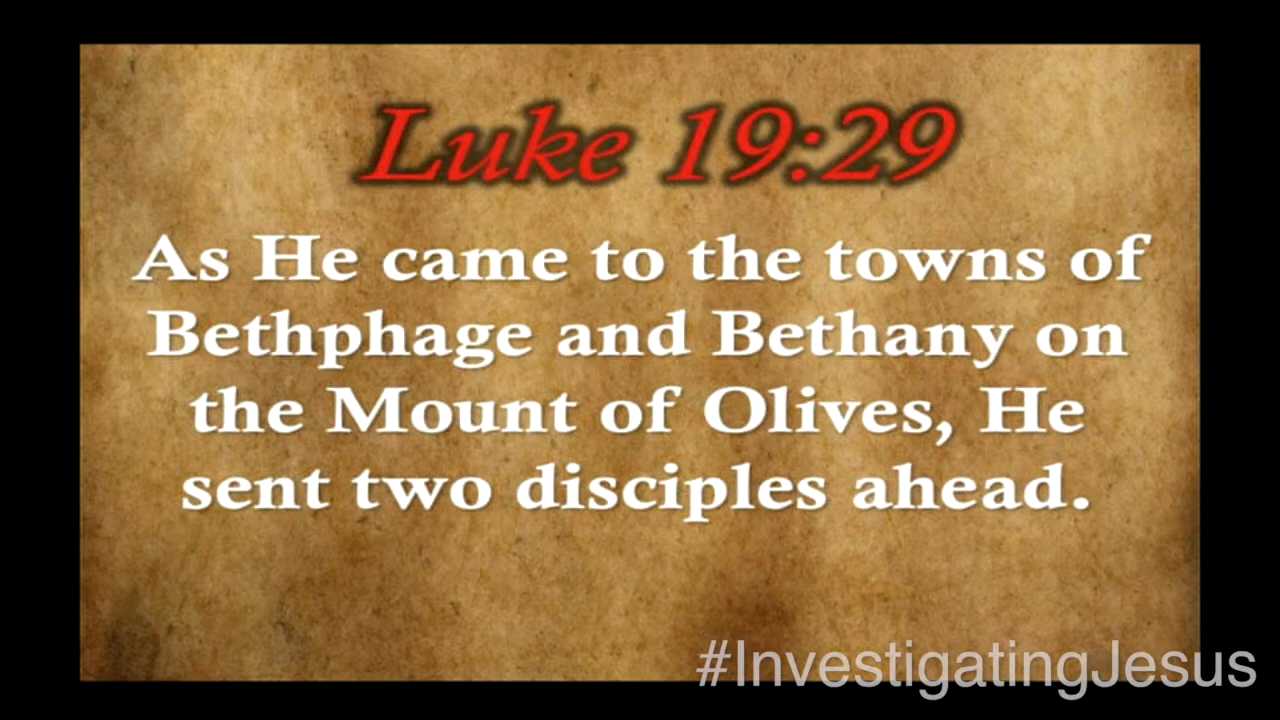 Luke 19:29
As He came to the towns of
Bethphage and Bethany on
the Mount of Olives, He
sent two disciples ahead.
#InvestigatingJesus